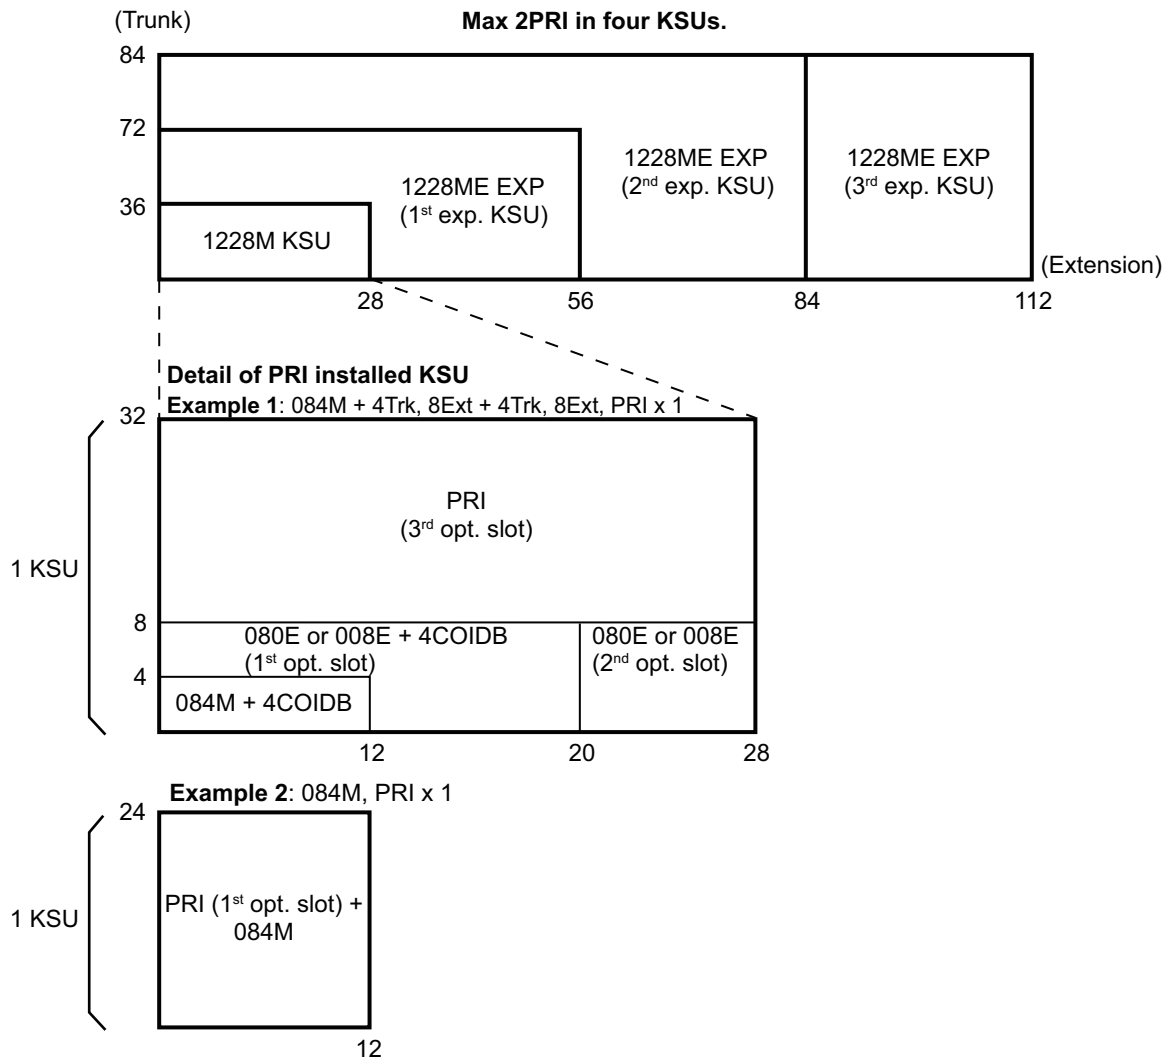 (Trunk)
Max 2PRI in four KSUs.
84
72
36
1228M KSU
1228ME EXP
(1st exp. KSU)
1228ME EXP
(2nd exp. KSU)
1228ME EXP
(3rd exp. KSU)
(Extension)
28
56
84
112
Detail of PRI installed KSU
Example 1: 084M + 4Trk, 8Ext + 4Trk, 8Ext, PRI x 1
32
PRI
(3rd opt. slot)
1 KSU
8
080E or 008E + 4COIDB
(1st opt. slot)
080E or 008E
(2nd opt. slot)
4
084M + 4COIDB
12
20
28
Example 2: 084M, PRI x 1
24
1 KSU
PRI (1st opt. slot) +
084M
12